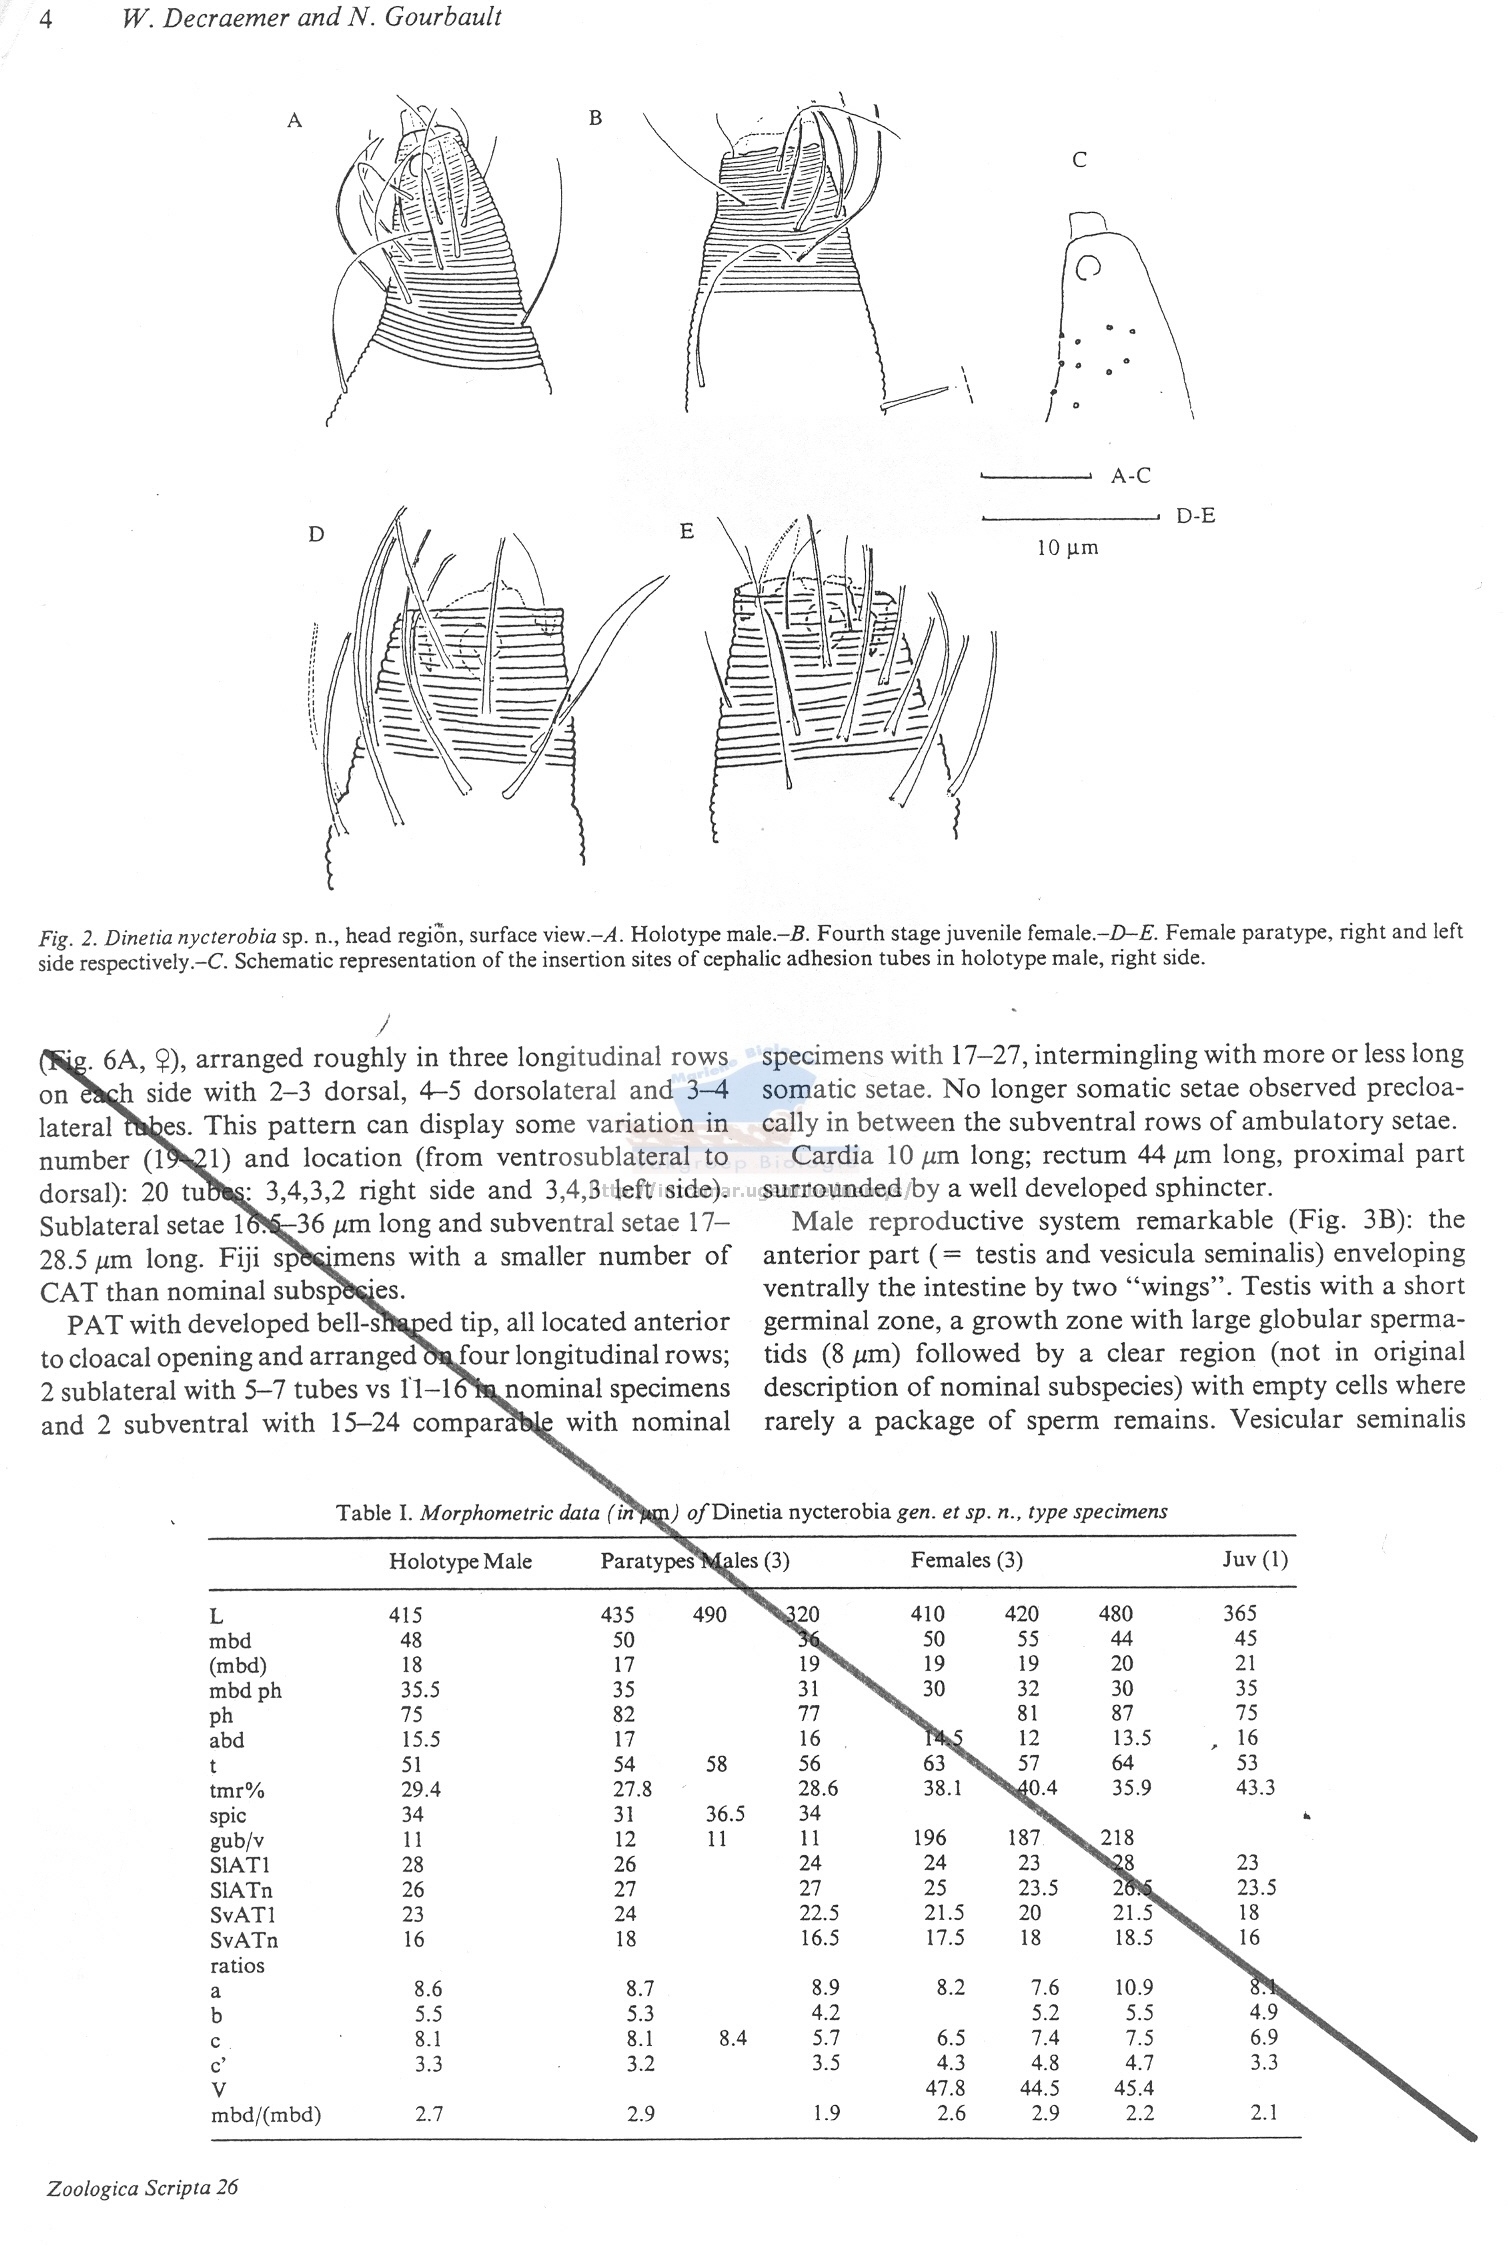 4 W. Decraemer and N. Gourbault
A
B
C
A-C
D-E
10 µm
D
E
Fig. 2. Dinetia nycterobia sp. n., head region, surface view.–A. Holotype male.–B. Fourth stage juvenile female.–D–E. Female paratype, right and left
side respectively.–C. Schematic representation of the insertion sites of cephalic adhesion tubes in holotype male, right side.
(Fig. 6A, ♀), arranged roughly in three longitudinal rows
on each side with 2–3 dorsal, 4–5 dorsolateral and 3–4
lateral tubes. This pattern can display some variation in
number (19–21) and location (from ventrosublateral to
dorsal): 20 tubes: 3,4,3,2 right side and 3,4,3 left side).
Sublateral setae 16.5–36 µm long and subventral setae 17–
28.5 µm long. Fiji specimens with a smaller number of
CAT than nominal subspecies.
PAT with developed bell-shaped tip, all located anterior
to cloacal opening and arranged on four longitudinal rows;
2 sublateral with 5–7 tubes vs 11–16 in nominal specimens
and 2 subventral with 15–24 comparable with nominal
specimens with 17–27, intermingling with more or less long
somatic setae. No longer somatic setae observed precloa-
cally in between the subventral rows of ambulatory setae.
Cardia 10 µm long; rectum 44 µm long, proximal part
surrounded by a well developed sphincter.
Male reproductive system remarkable (Fig. 3B): the
anterior part (= testis and vesicula seminalis) enveloping
ventrally the intestine by two “wings”. Testis with a short
germinal zone, a growth zone with large globular sperma-
tids (8 µm) followed by a clear region (not in original
description of nominal subspecies) with empty cells where
rarely a package of sperm remains. Vesicular seminalis
Table I. Morphometric data (in µm) of Dinetia nycterobia gen. et sp. n., type specimens
Holotype Male Paratypes Males (3) Females (3) Juv (1)
L 415 435 490 320 410 420 480 365
mbd 48 50 36 50 55 44 45
(mbd) 18 17 19 19 19 20 21
mbd ph 35.5 35 31 30 32 30 35
ph 75 82 77 81 87 75
abd 15.5 17 16 14.5 12 13.5 16
t 51 54 58 56 63 57 64 53
tmr% 29.4 27.8 28.6 38.1 40.4 35.9 43.3
spic 34 31 36.5 34
gub/v 11 12 11 11 196 187 218
SlAT1 28 26 24 24 23 28 23
SlATn 26 27 27 25 23.5 26.5 23.5
SvAT1 23 24 22.5 21.5 20 21.5 18
SvATn 16 18 16.5 17.5 18 18.5 16
ratios
a 8.6 8.7 8.9 8.2 7.6 10.9 8.1
b 5.5 5.3 4.2 5.2 5.5 4.9
c 8.1 8.1 8.4 5.7 6.5 7.4 7.5 6.9
c’ 3.3 3.2 3.5 4.3 4.8 4.7 3.3
V 47.8 44.5 45.4
mbd/(mbd) 2.7 2.9 1.9 2.6 2.9 2.2 2.1
Zoologica Scripta 26